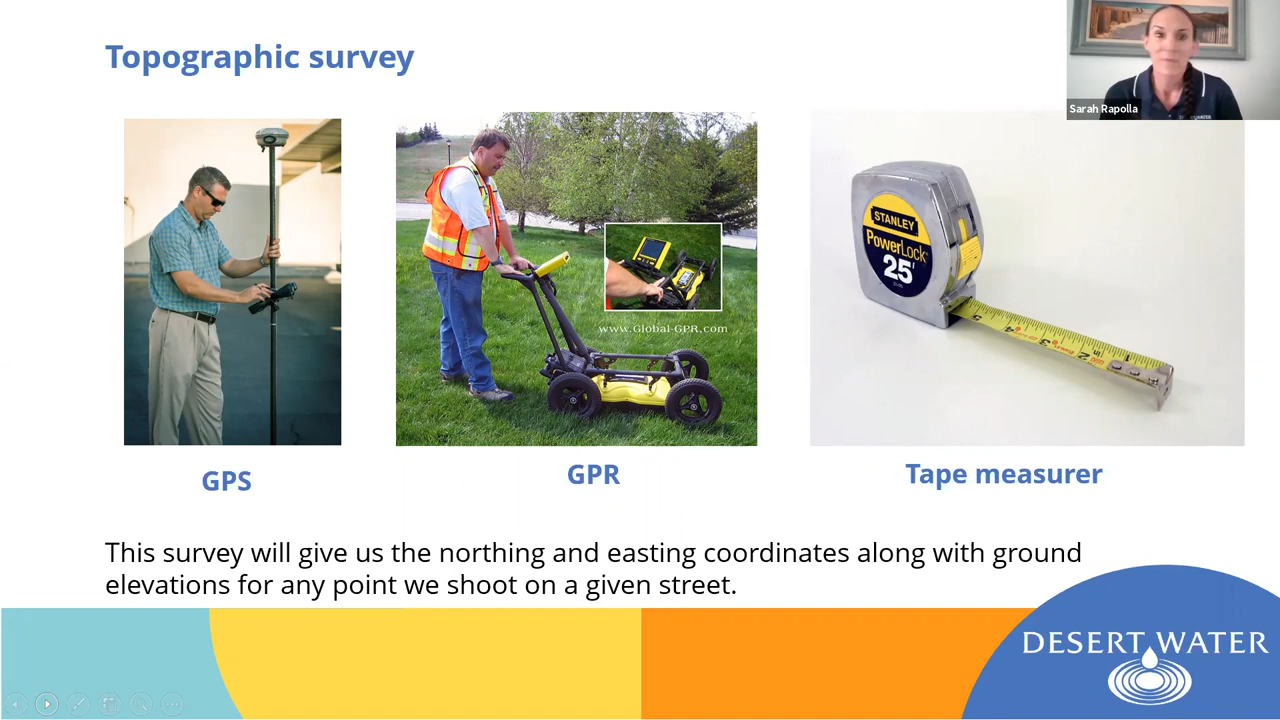 Topographic survey
Sarah Rapolla
STANLEY
PowerLock
25'
www.Global-GPR.com
GPS
GPR
Tape measurer
This survey will give us the northing and easting coordinates along with ground
elevations for any point we shoot on a given street.
DESERT WATER